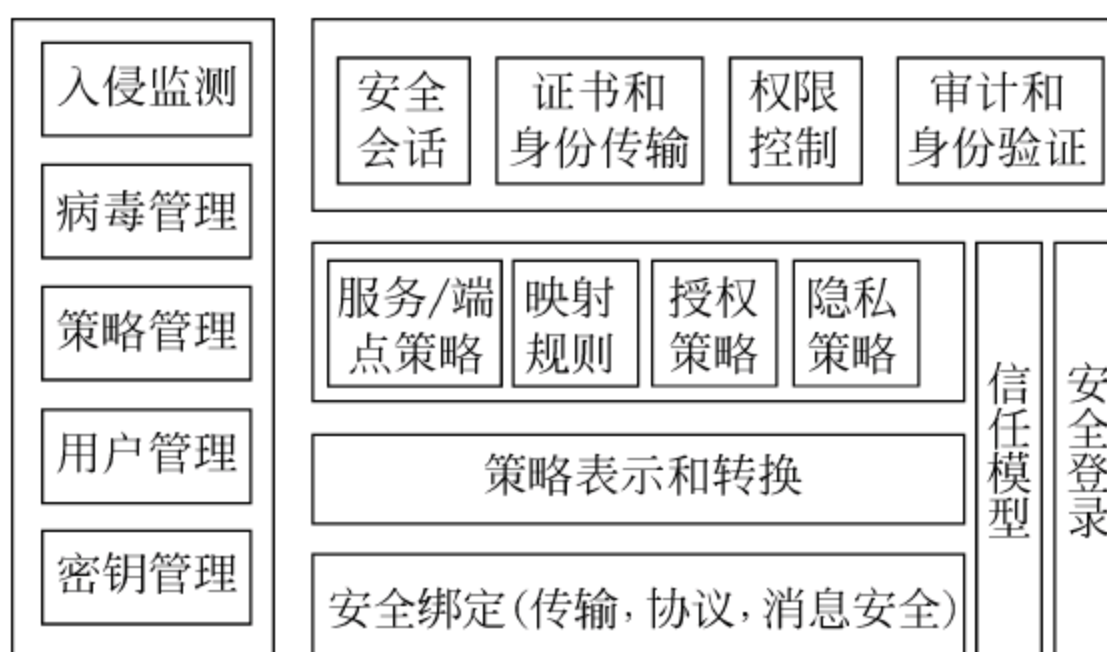 入侵监测
病毒管理
策略管理
用户管理
密钥管理
安全
会话
证书和
身份传输
权限
控制
审计和
身份验证
服务/端
点策略
映射
规则
授权
策略
隐私
策略
策略表示和转换
安全绑定(传输,协议,消息安全)
信任模型
安全登录